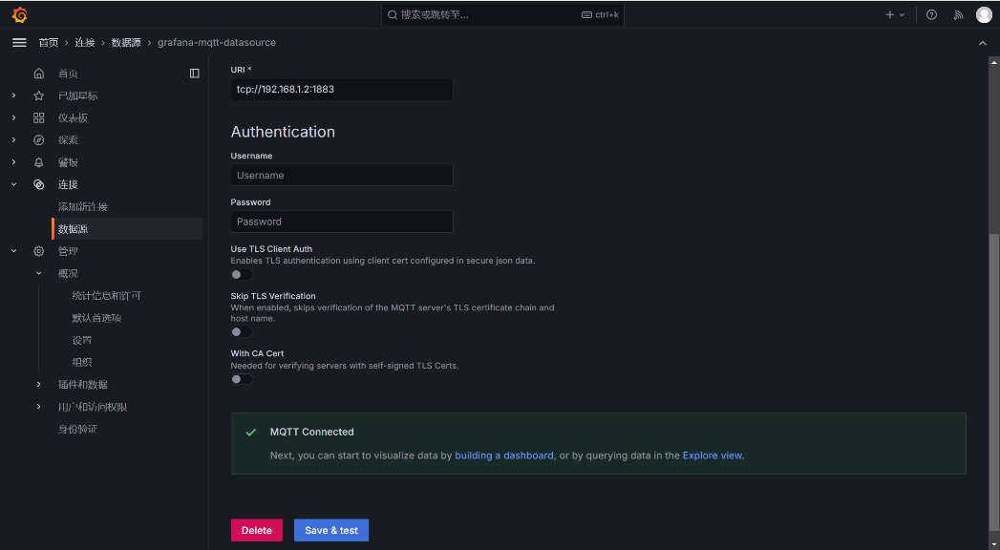 搜索或跳转至...
ctrl+k
首页 › 连接 › 数据源 › grafana-mqtt-datasource
首页
已加星标
仪表板
探索
警报
连接
添加新连接
数据源
管理
概况
统计信息和许可
默认首选项
设置
组织
插件和数据
用户和访问权限
身份验证
URI *
tcp://192.168.1.2:1883
Authentication
Username
Username
Password
Password
Use TLS Client Auth
Enables TLS authentication using client cert configured in secure json data.
Skip TLS Verification
When enabled, skips verification of the MQTT server's TLS certificate chain and
host name.
With CA Cert
Needed for verifying servers with self-signed TLS Certs.
MQTT Connected
Next, you can start to visualize data by building a dashboard, or by querying data in the Explore view.
Delete
Save & test